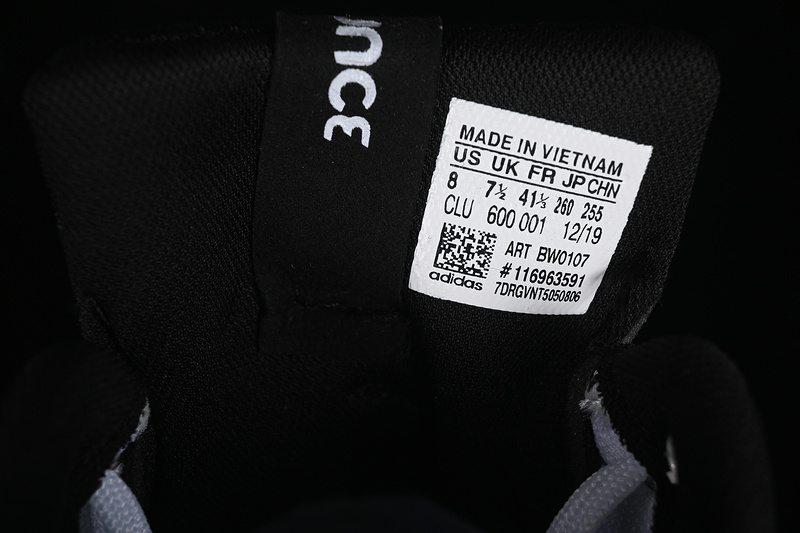 UNCE
MADE IN VIETNAM
US UK FR JP CHN
8 7½ 41⅓ 260 255
CLU 600 001 12/19
ART BW0107
#116963591
adidas 7DRGVNT5050806